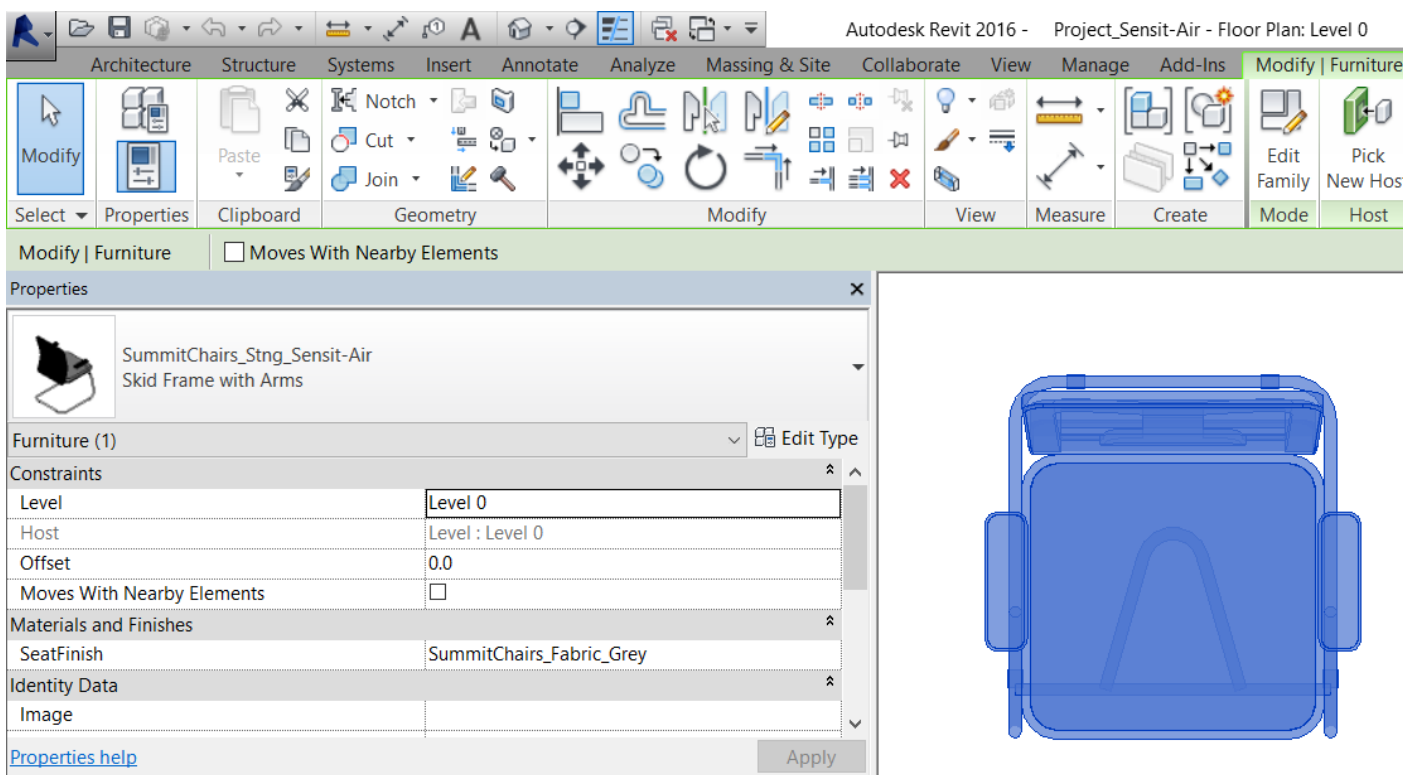 Autodesk Revit 2016 - Project_Sensit-Air - Floor Plan: Level 0
Architecture Structure Systems Insert Annotate Analyze Massing & Site Collaborate View Manage Add-Ins Modify | Furniture
Notch
Modify Paste Cut Edit Pick
Join Family New Host
Select Properties Clipboard Geometry Modify View Measure Create Mode Host
Modify | Furniture Moves With Nearby Elements
Properties
SummitChairs_Stng_Sensit-Air
Skid Frame with Arms
Furniture (1) Edit Type
Constraints
Level Level 0
Host Level : Level 0
Offset 0.0
Moves With Nearby Elements
Materials and Finishes
SeatFinish SummitChairs_Fabric_Grey
Identity Data
Image
Properties help Apply